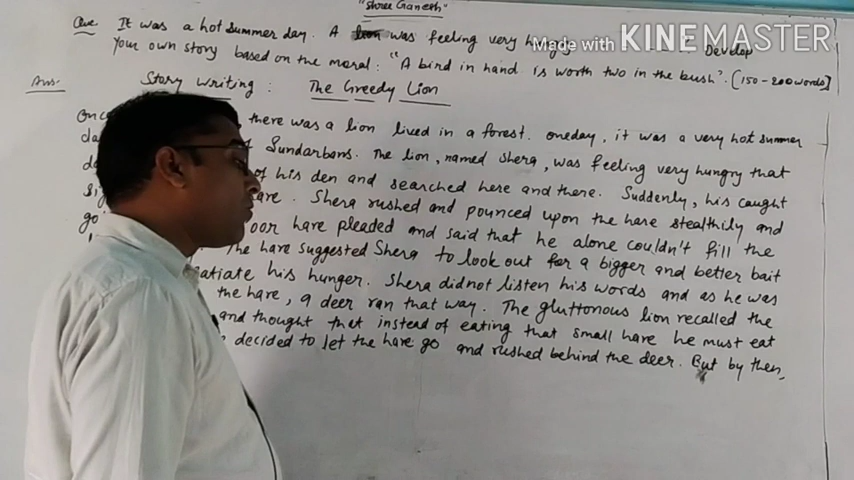 "Shree Ganesh"
Que It was a hot summer day. A was feeling very
Made with KINEMASTER
Develop
Your own story based on the moral: "A bird in hand is worth two in the bush". [150-200 words]
Ans- Story writing: The Greedy Lion
there was a lion lived in a forest. oneday, it was a very hot summer
Sundarbans. The lion, named Shera, was feeling very hungry that
of his den and searched here and there. Suddenly, his caught
Shera rushed and pounced upon the hare stealthily and
hare pleaded and said that he alone couldn't fill the
The hare suggested Shera to look out for a bigger and better bait
his hunger. Shera didnot listen his words and as he was
the hare, a deer ran that way. The gluttonous lion recalled the
and thought that instead of eating that small hare he must eat
decided to let the hare go and rushed behind the deer. But by then,